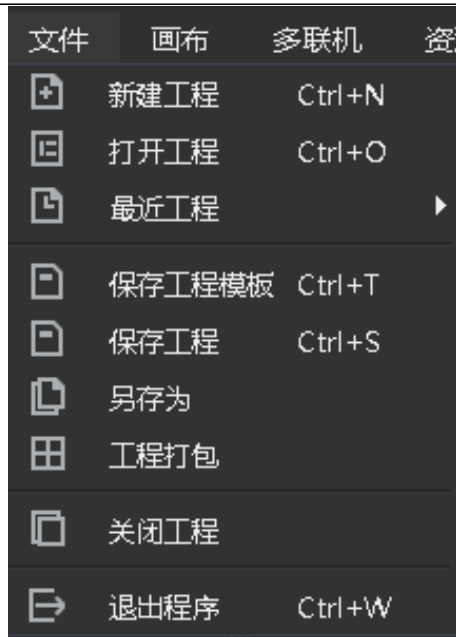 文件 画布 多联机
新建工程 Ctrl+N
打开工程 Ctrl+O
最近工程
保存工程模板 Ctrl+T
保存工程 Ctrl+S
另存为
工程打包
关闭工程
退出程序 Ctrl+W